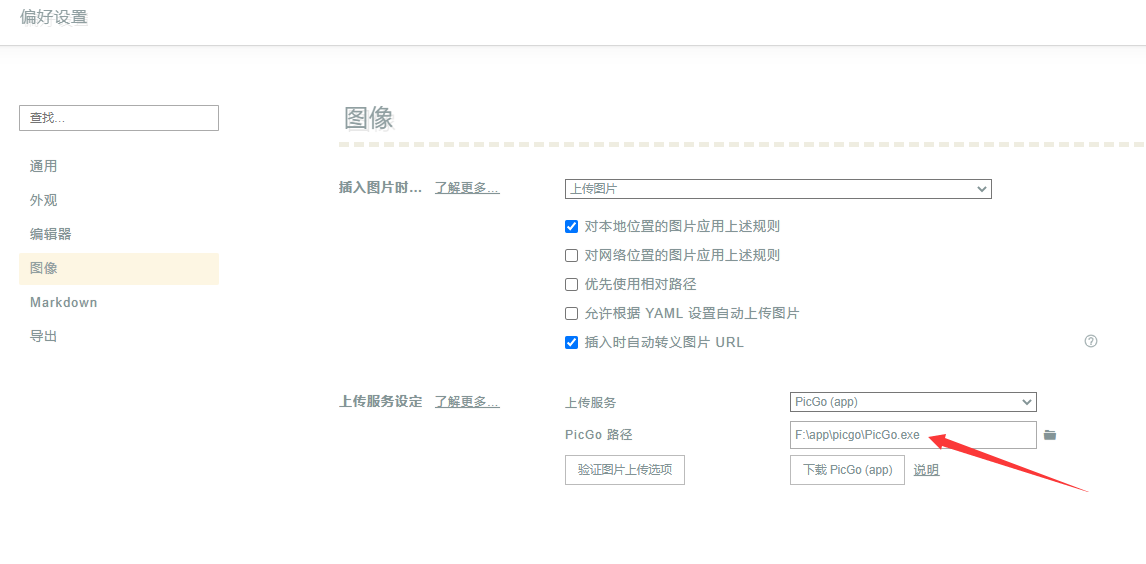 偏好设置
查找...
通用
外观
编辑器
图像
Markdown
导出
图像
插入图片时... 了解更多... 上传图片
对本地位置的图片应用上述规则
对网络位置的图片应用上述规则
优先使用相对路径
允许根据 YAML 设置自动上传图片
插入时自动转义图片 URL
上传服务设定 了解更多... 上传服务 PicGo (app)
PicGo 路径 F:\app\picgo\PicGo.exe
验证图片上传选项 下载 PicGo (app) 说明